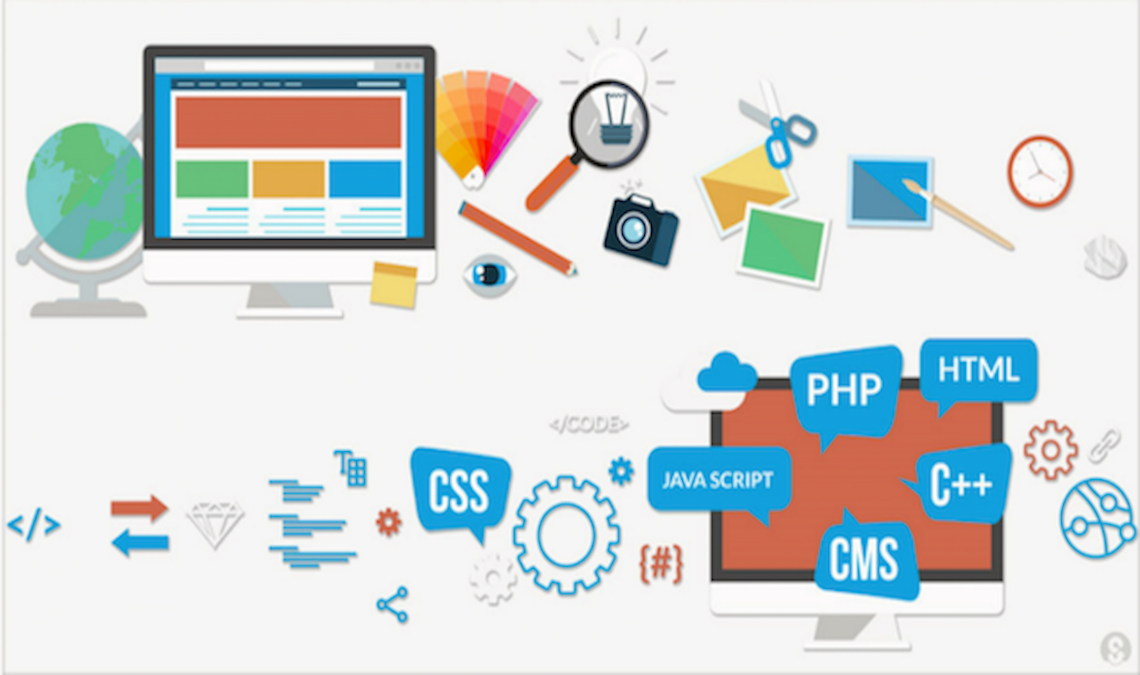 PHP
HTML
</CODE>
CSS
JAVA SCRIPT
C++
</>
{#}
CMS